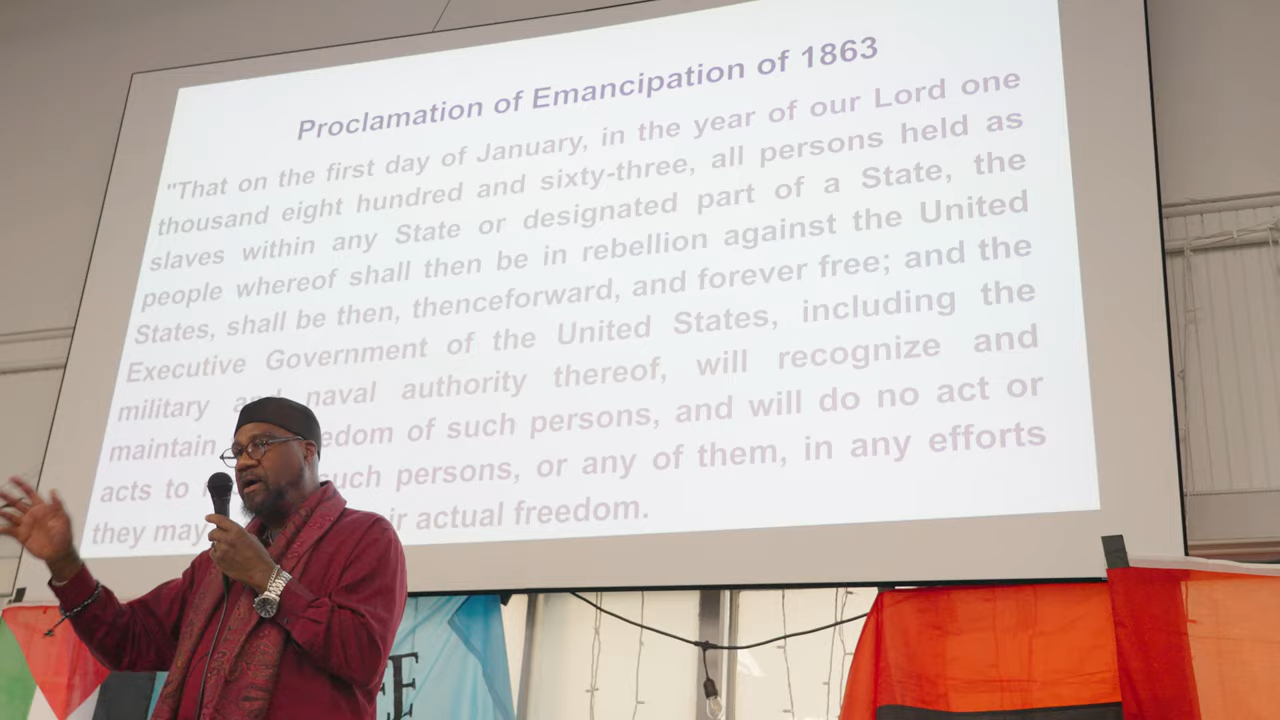 Proclamation of Emancipation of 1863
"That on the first day of January, in the year of our Lord one
thousand eight hundred and sixty-three, all persons held as
slaves within any State or designated part of a State, the
people whereof shall then be in rebellion against the United
States, shall be then, thenceforward, and forever free; and the
Executive Government of the United States, including the
military and naval authority thereof, will recognize and
maintain edom of such persons, and will do no act or
acts to such persons, or any of them, in any efforts
they may ir actual freedom.